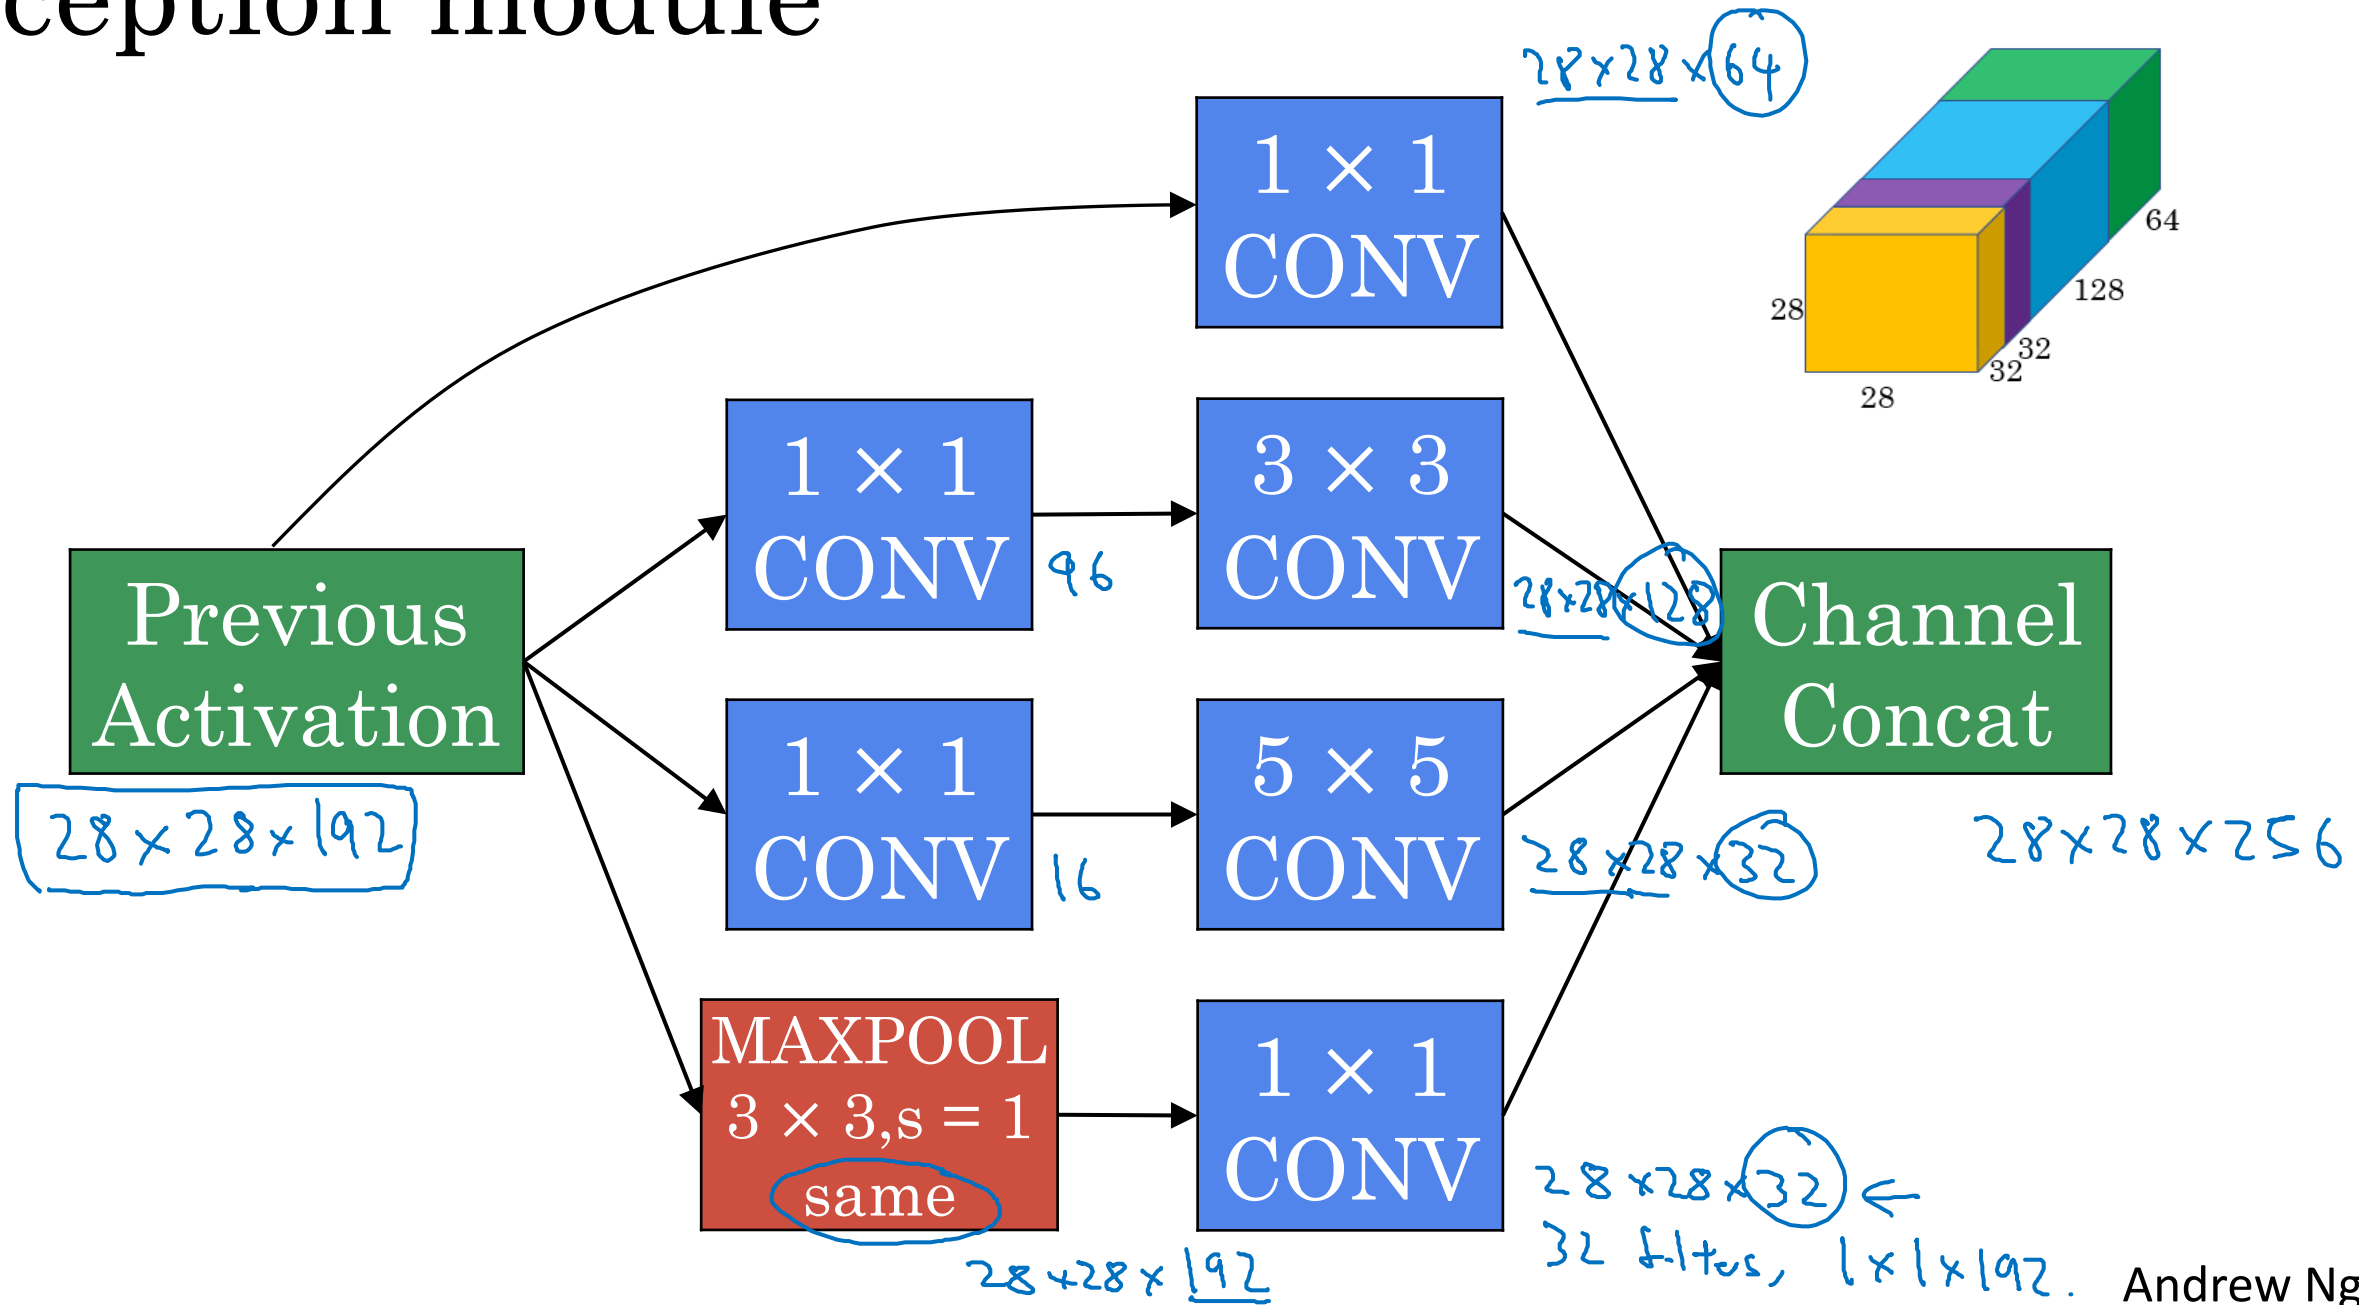 ception module
28×28×64
1 × 1
CONV
64
128
32
32
28
28
1 × 1
CONV
96
3 × 3
CONV
28×28×128
Previous
Activation
28×28×192
Channel
Concat
28×28×256
1 × 1
CONV
16
5 × 5
CONV
28×28×32
MAXPOOL
3 × 3,s = 1
same
28×28×192
1 × 1
CONV
28×28×32 ←
32 filters, 1×1×192.
Andrew Ng